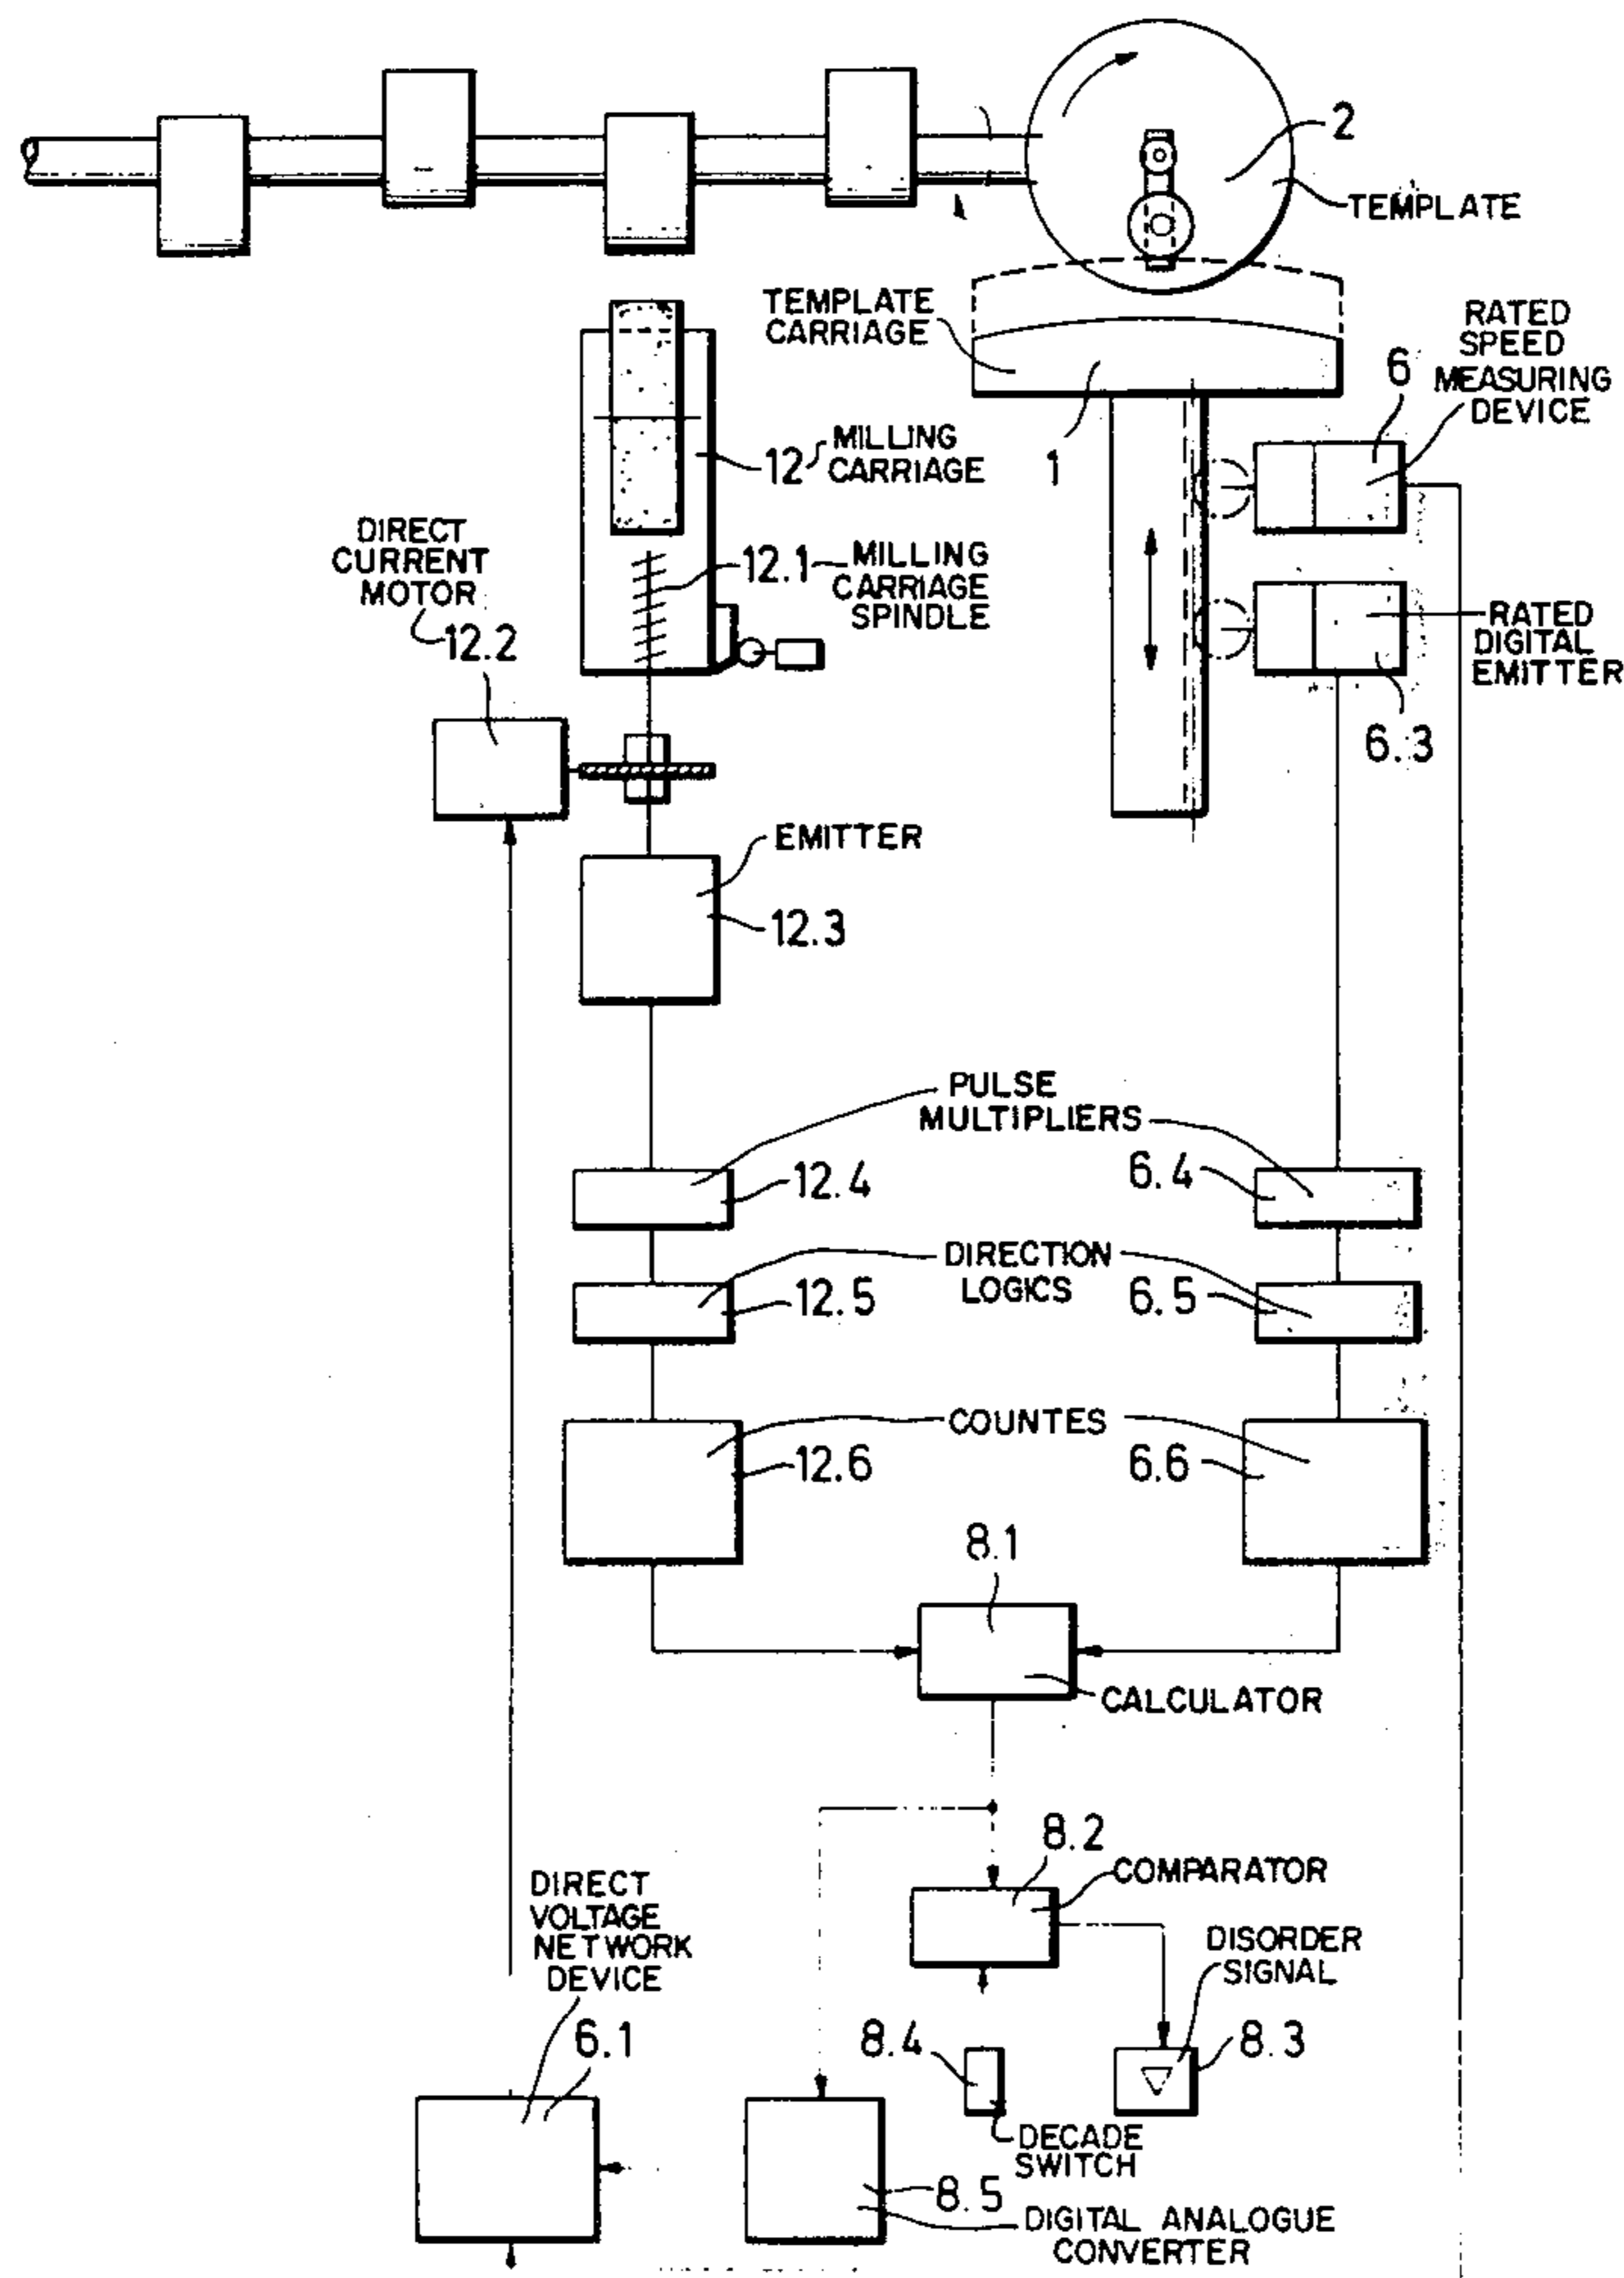 2
TEMPLATE
TEMPLATE
CARRIAGE
1
RATED
SPEED
MEASURING
DEVICE
6
12
MILLING
CARRIAGE
DIRECT
CURRENT
MOTOR
12.2
12.1
MILLING
CARRIAGE
SPINDLE
RATED
DIGITAL
EMITTER
6.3
EMITTER
12.3
PULSE
MULTIPLIERS
12.4
6.4
DIRECTION
LOGICS
12.5
6.5
COUNTES
12.6
6.6
8.1
CALCULATOR
8.2
COMPARATOR
DIRECT
VOLTAGE
NETWORK
DEVICE
6.1
DISORDER
SIGNAL
8.4
8.3
DECADE
SWITCH
8.5
DIGITAL ANALOGUE
CONVERTER